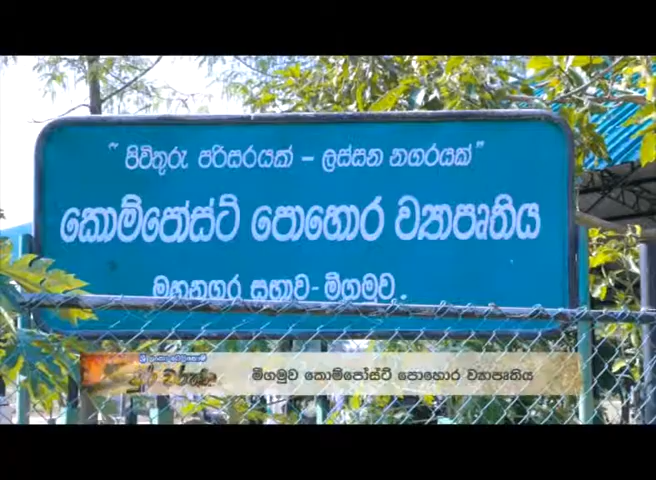 “පිවිතුරු පරිසරයක් – ලස්සන නගරයක්”
කොම්පෝස්ට් පොහොර ව්‍යාපෘතිය
මහනගර සභාව - මීගමුව.
මීගමුව කොම්පෝස්ට් පොහොර ව්‍යාපෘතිය